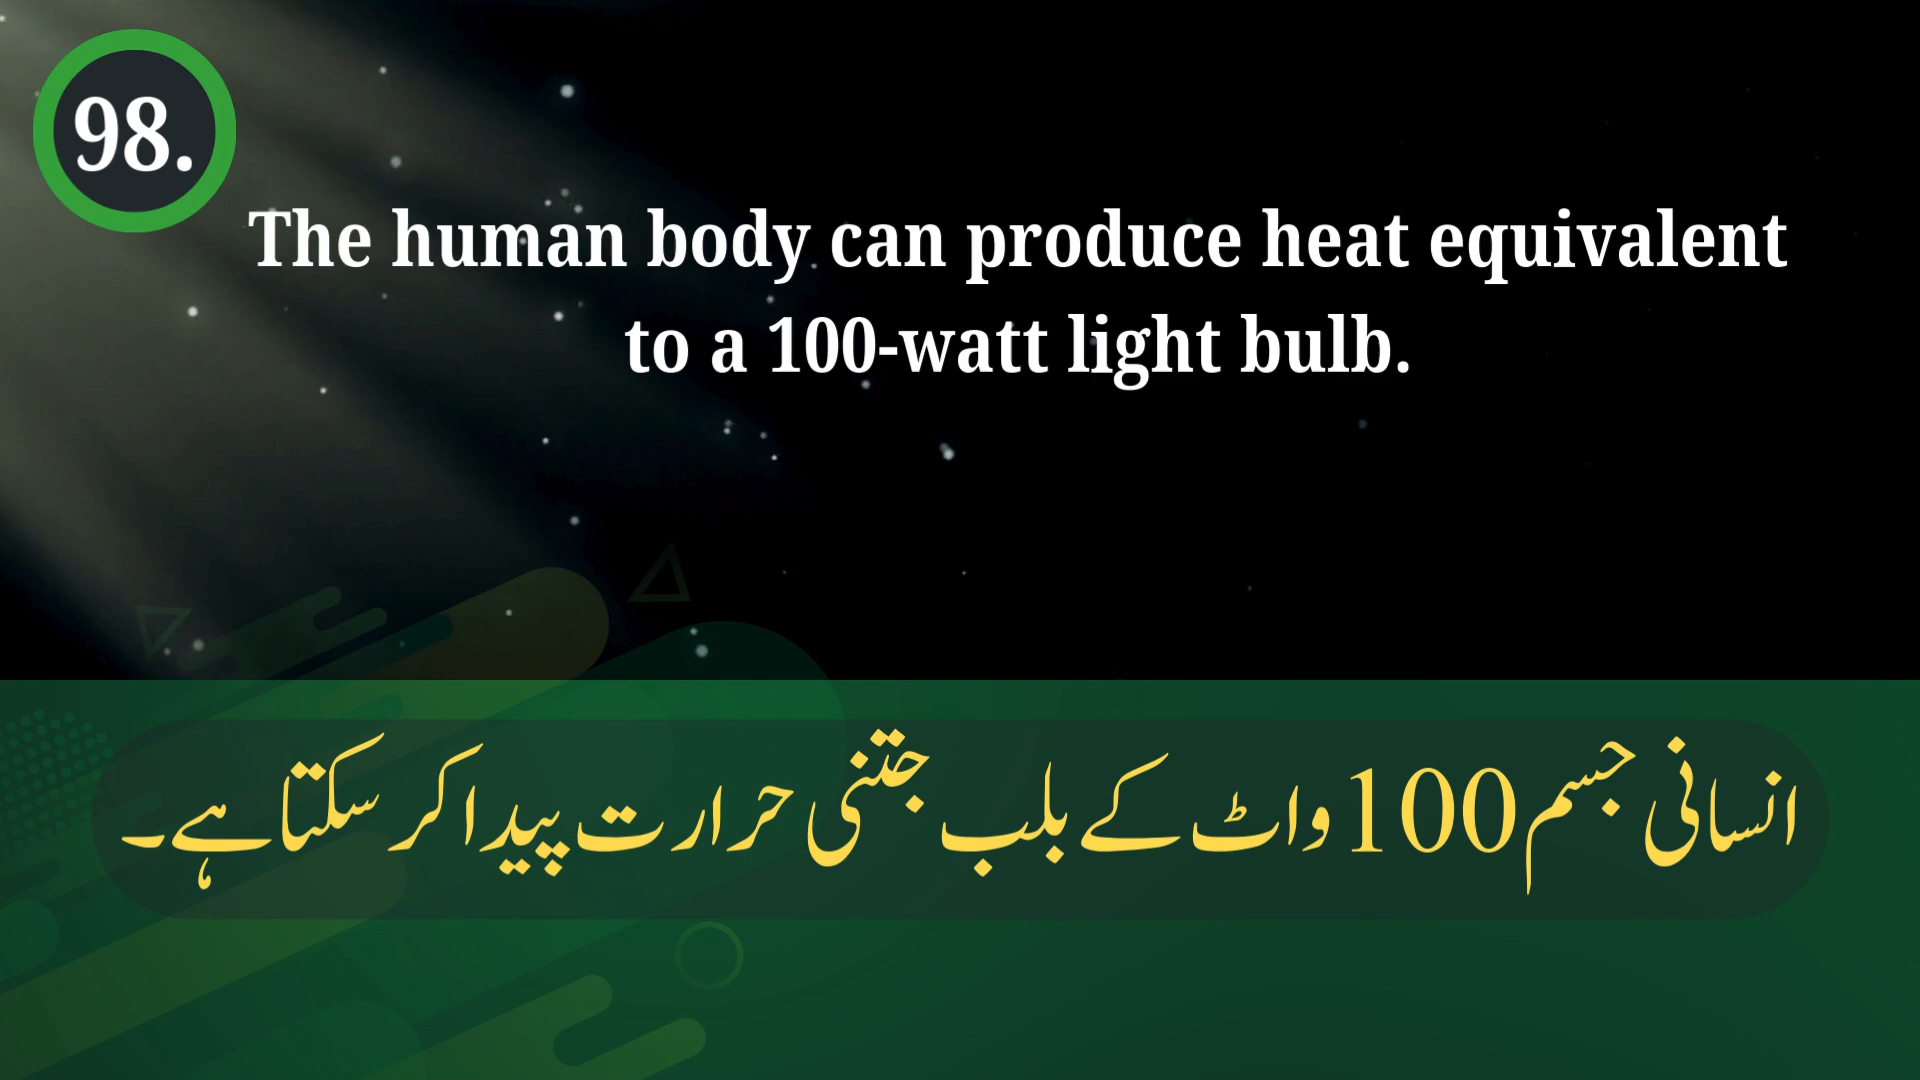 98.
The human body can produce heat equivalent
to a 100-watt light bulb.
انسانی جسم 100 واٹ کے بلب جتنی حرارت پیدا کر سکتا ہے۔